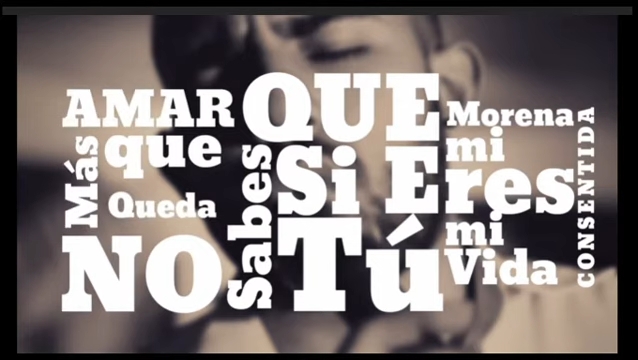 AMAR
Más
que
Queda
NO
Sabes
QUE
Si Eres
Tú
Morena
mi
mi
Vida
CONSENTIDA